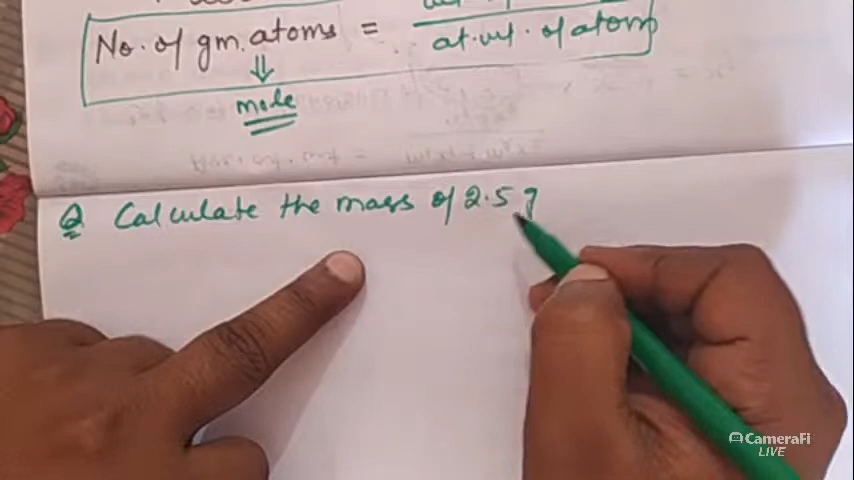 No. of gm. atoms = at. wt. of atom
⇓
mole
Q Calculate the mass of 2.5 g
CameraFi
LIVE